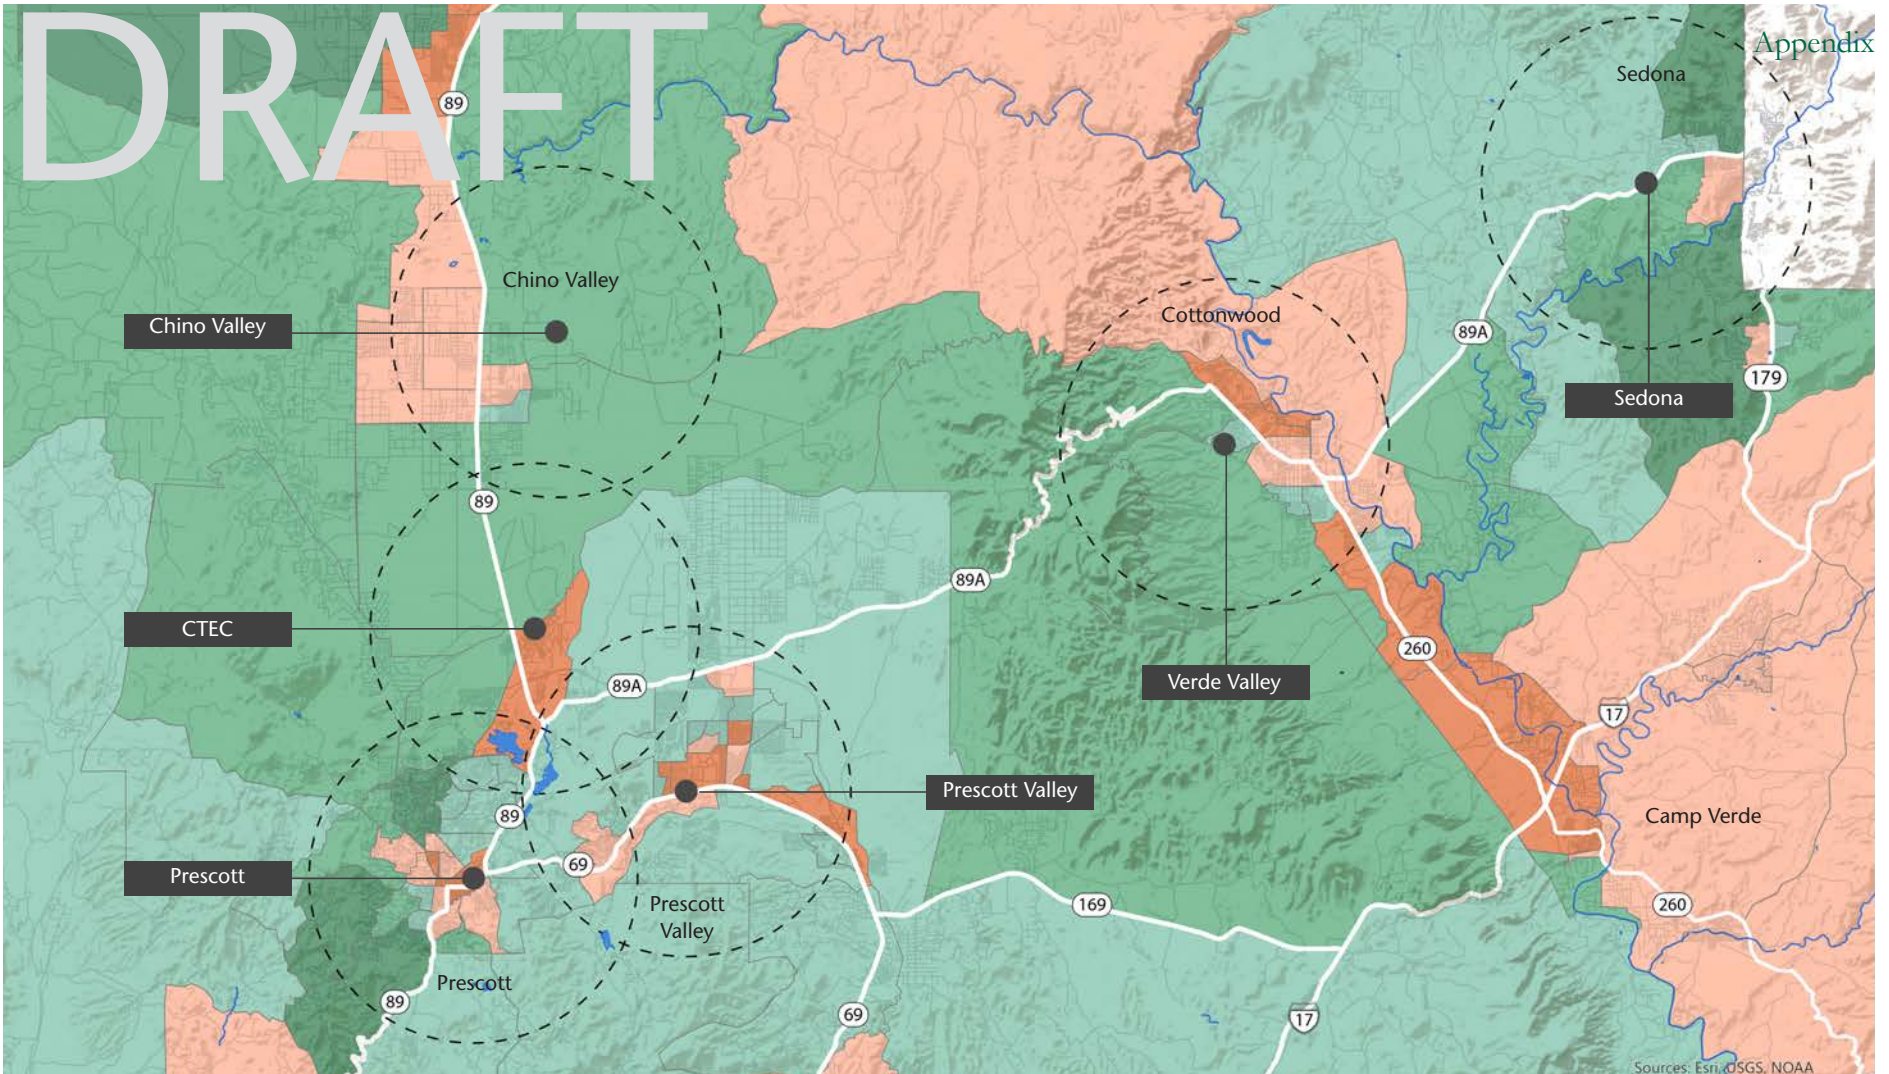 DRAFT
Appendix
Sedona
89
Chino Valley
Chino Valley
Cottonwood
89A
179
Sedona
89
89A
CTEC
260
Verde Valley
89A
17
Prescott Valley
89
Camp Verde
69
Prescott
169
260
Prescott
Valley
Prescott
89
69
17
Sources: Esri, USGS, NOAA